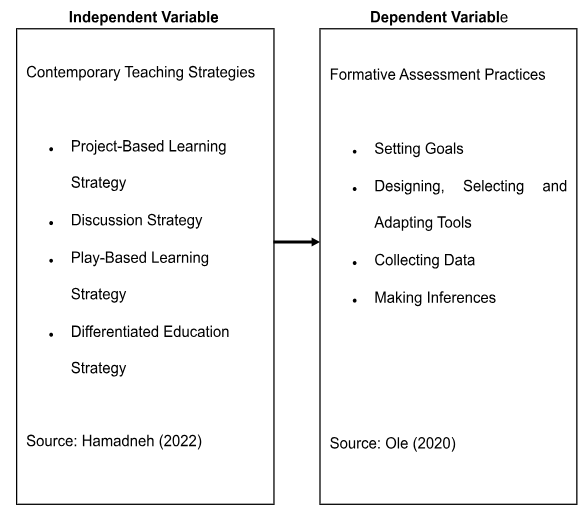 Independent Variable
Contemporary Teaching Strategies
• Project-Based Learning
Strategy
• Discussion Strategy
• Play-Based Learning
Strategy
• Differentiated Education
Strategy
Source: Hamadneh (2022)
Dependent Variable
Formative Assessment Practices
• Setting Goals
• Designing, Selecting and
Adapting Tools
• Collecting Data
• Making Inferences
Source: Ole (2020)